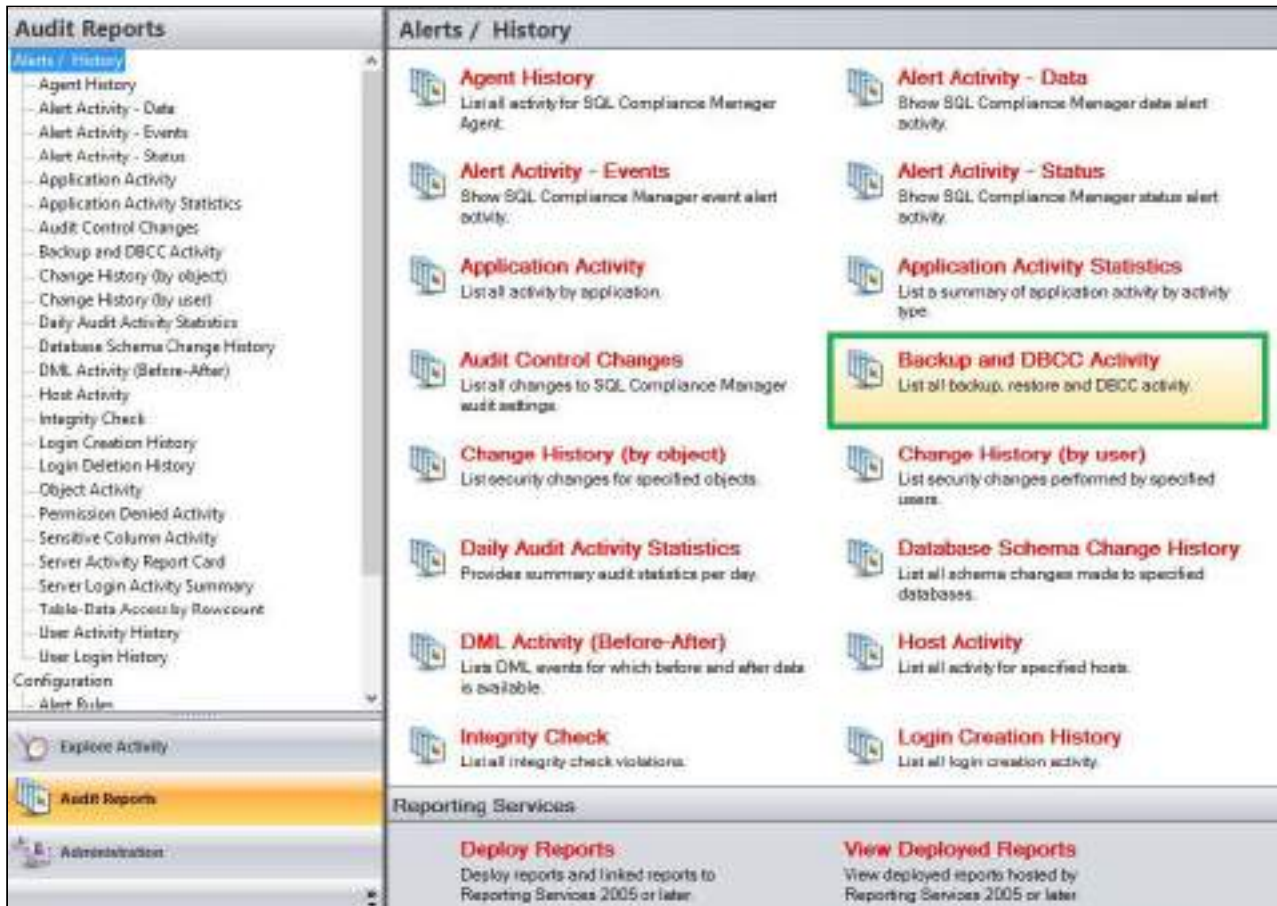 Audit Reports
Alerts / History
Agent History
Alert Activity - Data
Alert Activity - Events
Alert Activity - Status
Application Activity
Application Activity Statistics
Audit Control Changes
Backup and DBCC Activity
Change History (by object)
Change History (by user)
Daily Audit Activity Statistics
Database Schema Change History
DML Activity (Before-After)
Host Activity
Integrity Check
Login Creation History
Login Deletion History
Object Activity
Permission Denied Activity
Sensitive Column Activity
Server Activity Report Card
Server Login Activity Summary
Table-Data Access by Rowcount
User Activity History
User Login History
Configuration
Alert Rules
Explore Activity
Audit Reports
Administration
Alerts / History
Agent History
List all activity for SQL Compliance Manager
Agent.
Alert Activity - Data
Show SQL Compliance Manager data alert
activity.
Alert Activity - Events
Show SQL Compliance Manager event alert
activity.
Alert Activity - Status
Show SQL Compliance Manager status alert
activity.
Application Activity
List all activity by application.
Application Activity Statistics
List a summary of application activity by activity
type.
Audit Control Changes
List all changes to SQL Compliance Manager
audit settings.
Backup and DBCC Activity
List all backup, restore and DBCC activity.
Change History (by object)
List security changes for specified objects.
Change History (by user)
List security changes performed by specified
users.
Daily Audit Activity Statistics
Provides summary audit statistics per day.
Database Schema Change History
List all schema changes made to specified
databases.
DML Activity (Before-After)
Lists DML events for which before and after data
is available.
Host Activity
List all activity for specified hosts.
Integrity Check
List all integrity check violations.
Login Creation History
List all login creation activity.
Reporting Services
Deploy Reports
Deploy reports and linked reports to
Reporting Services 2005 or later
View Deployed Reports
View deployed reports hosted by
Reporting Services 2005 or later